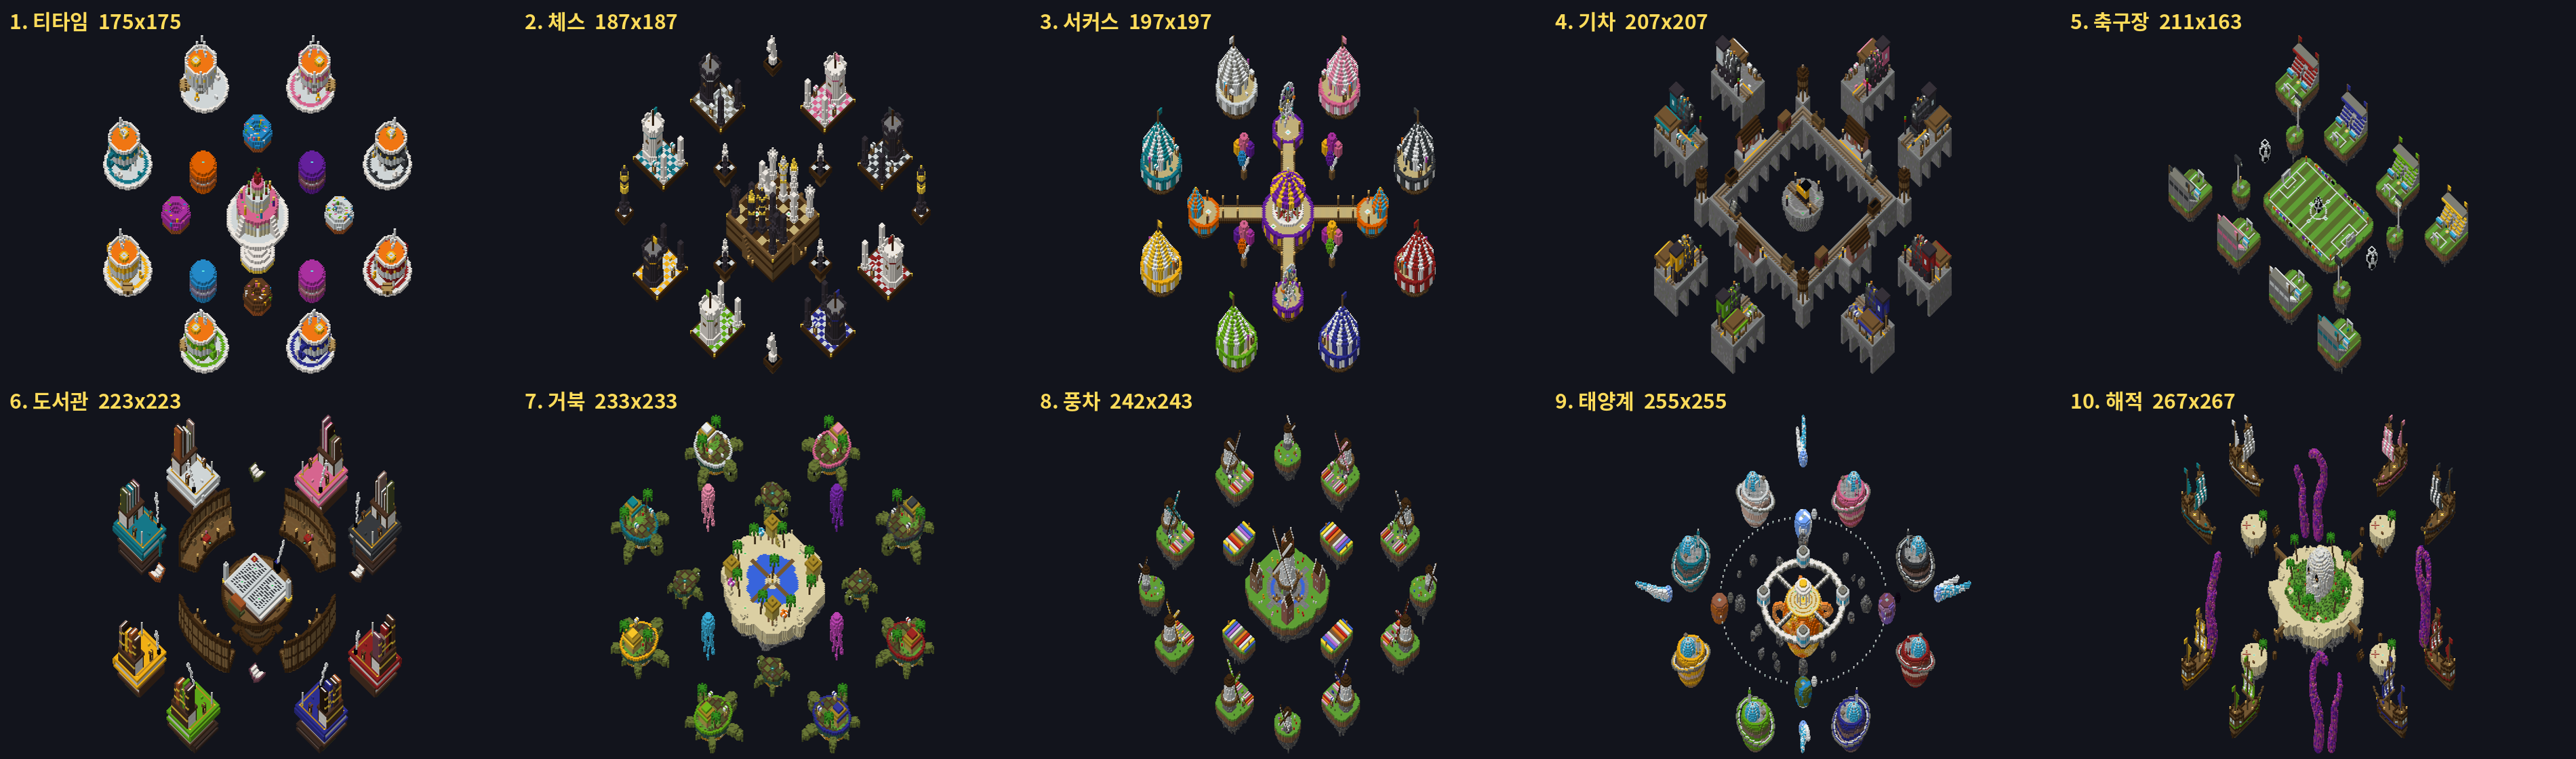 1. 티타임 175x175
2. 체스 187x187
3. 서커스 197x197
4. 기차 207x207
5. 축구장 211x163
6. 도서관 223x223
7. 거북 233x233
8. 풍차 242x243
9. 태양계 255x255
10. 해적 267x267